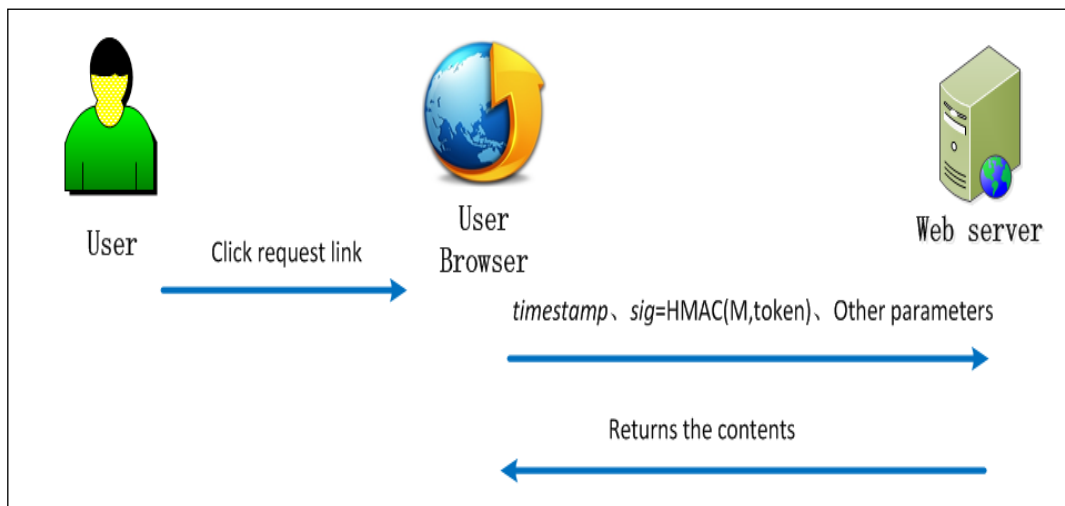 User
User
Browser
Web server
Click request link
timestamp、sig=HMAC(M,token)、Other parameters
Returns the contents